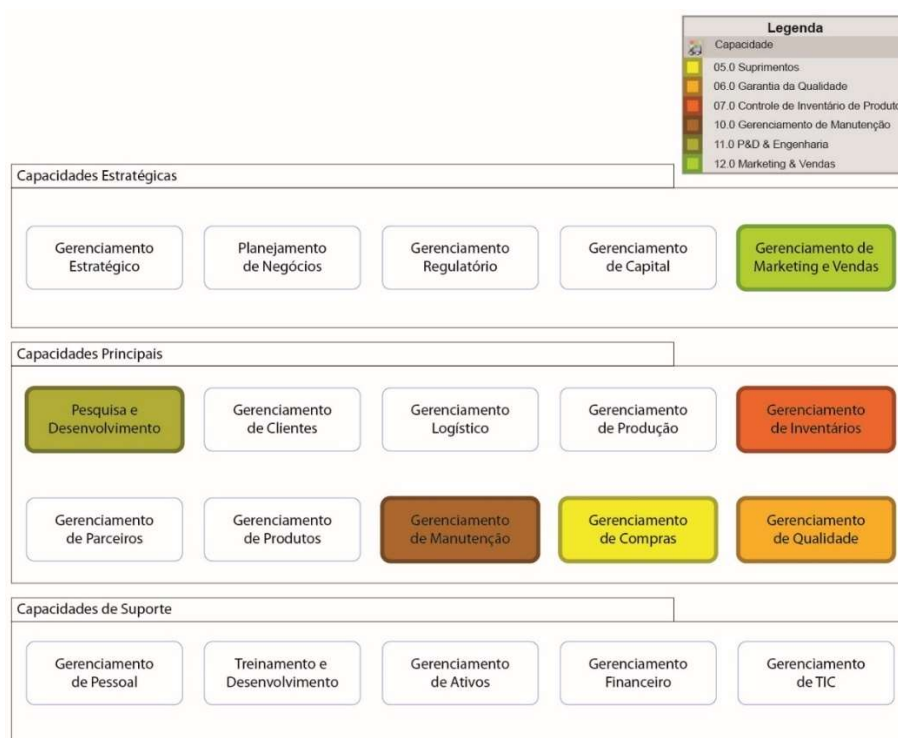 Legenda
Capacidade
05.0 Suprimentos
06.0 Garantia da Qualidade
07.0 Controle de Inventário de Produto
10.0 Gerenciamento de Manutenção
11.0 P&D & Engenharia
12.0 Marketing & Vendas
Capacidades Estratégicas
Gerenciamento
Estratégico
Planejamento
de Negócios
Gerenciamento
Regulatório
Gerenciamento
de Capital
Gerenciamento de
Marketing e Vendas
Capacidades Principais
Pesquisa e
Desenvolvimento
Gerenciamento
de Clientes
Gerenciamento
Logístico
Gerenciamento
de Produção
Gerenciamento
de Inventários
Gerenciamento
de Parceiros
Gerenciamento
de Produtos
Gerenciamento
de Manutenção
Gerenciamento
de Compras
Gerenciamento
de Qualidade
Capacidades de Suporte
Gerenciamento
de Pessoal
Treinamento e
Desenvolvimento
Gerenciamento
de Ativos
Gerenciamento
Financeiro
Gerenciamento
de TIC